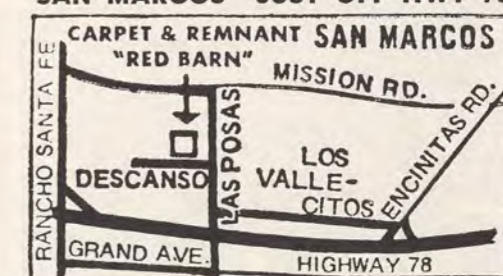 CARPET & REMNANT SAN MARCOS
"RED BARN"
MISSION RD.
RANCHO SANTA FE
LAS POSAS
ENCINITAS RD.
DESCANSO
LOS
VALLE-
CITOS
GRAND AVE.
HIGHWAY 78